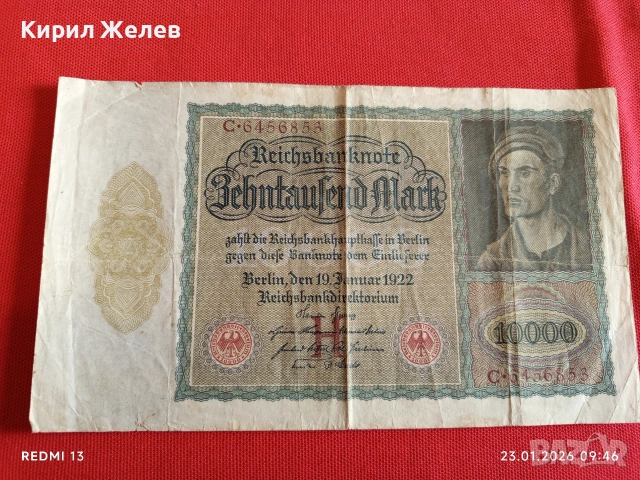 Кирил Желев
C·6456853
Reichsbanknote
Zehntausend Mark
zahlt die Reichsbankhauptkasse in Berlin
gegen diese Banknote dem Einlieferer
Berlin, den 19. Januar 1922
Reichsbankdirektorium
H
10000
C·6456853
REDMI 13
23.01.2026 09:46
BAZAR